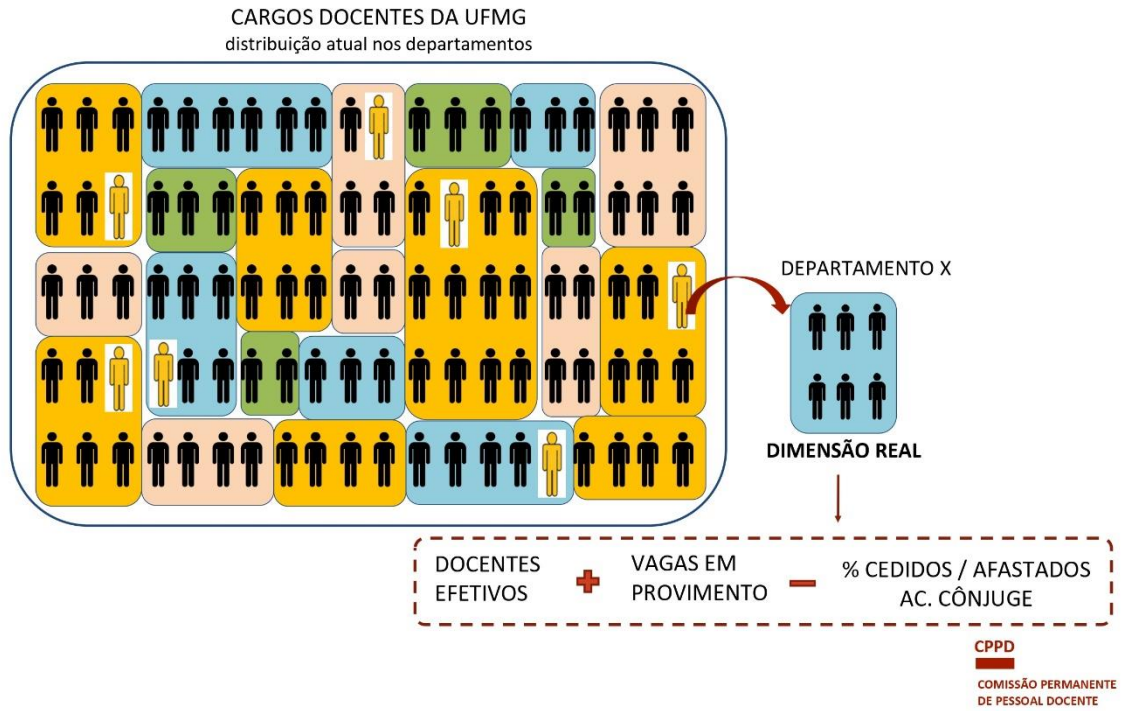 CARGOS DOCENTES DA UFMG
distribuição atual nos departamentos
DEPARTAMENTO X
DIMENSÃO REAL
DOCENTES
EFETIVOS
+
VAGAS EM
PROVIMENTO
–
% CEDIDOS / AFASTADOS
AC. CÔNJUGE
CPPD
COMISSÃO PERMANENTE
DE PESSOAL DOCENTE